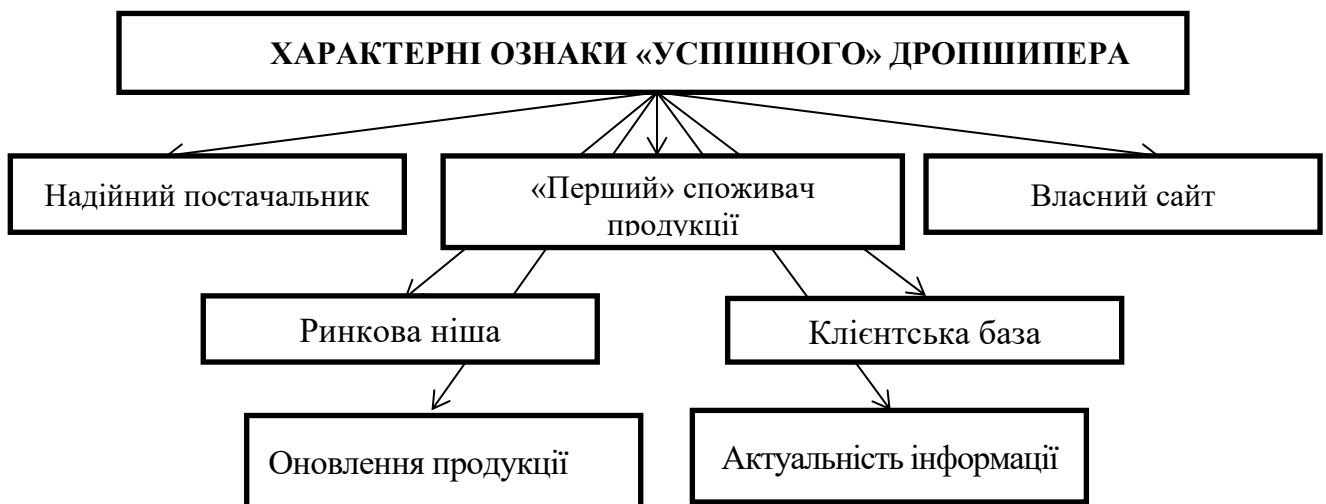 ХАРАКТЕРНІ ОЗНАКИ «УСПІШНОГО» ДРОПШИПЕРА
Надійний постачальник
«Перший» споживач
продукції
Власний сайт
Ринкова ніша
Клієнтська база
Оновлення продукції
Актуальність інформації